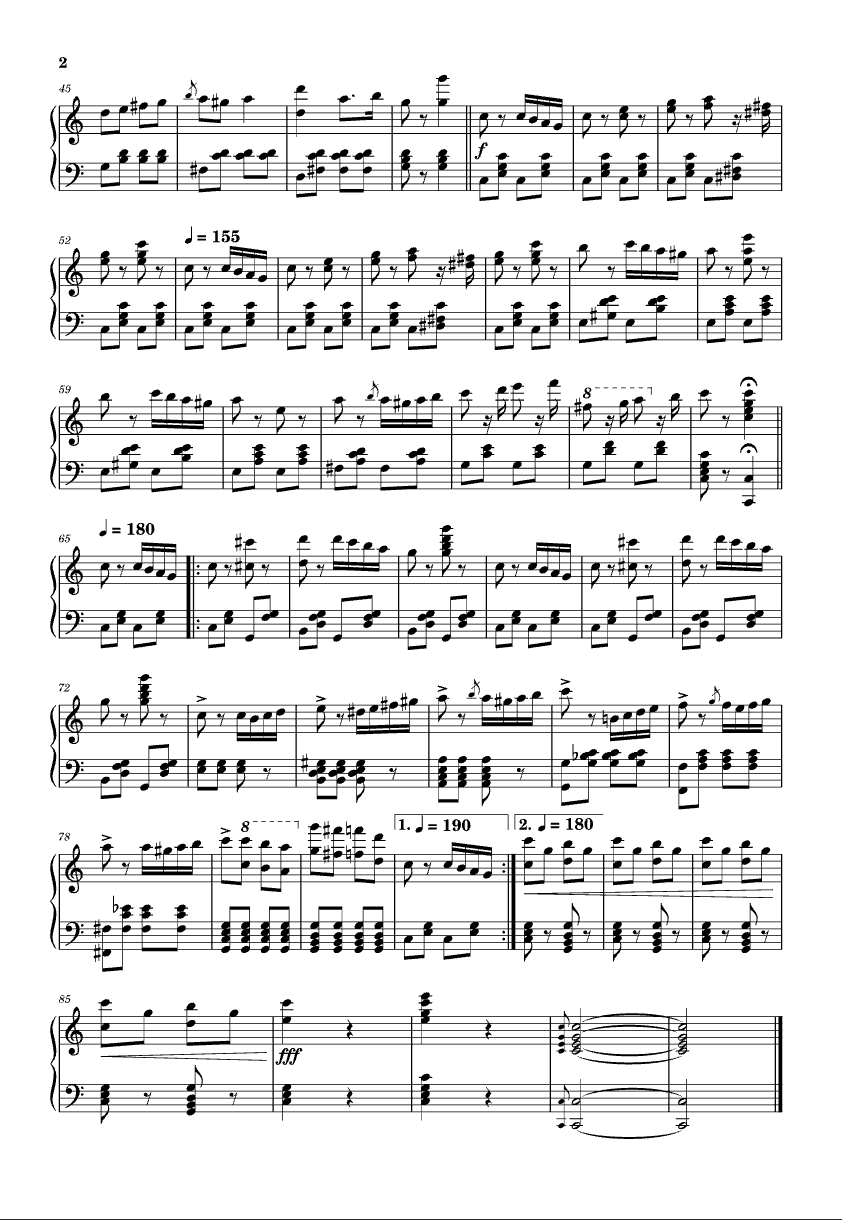 2
45
f
52
♩ = 155
59
8
65
♩ = 180
72
78
8
1. ♩ = 190
2. ♩ = 180
85
fff